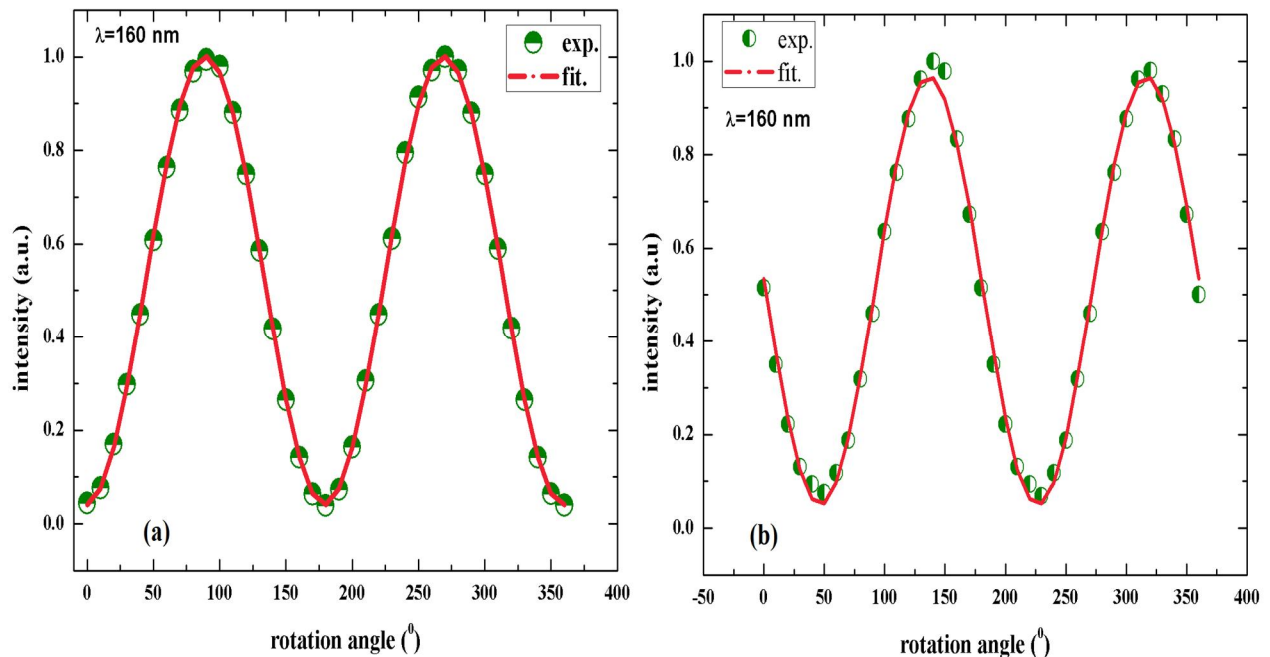 λ=160 nm
exp.
fit.
1.0
0.8
0.6
0.4
0.2
0.0
intensity (a.u.)
(a)
0 50 100 150 200 250 300 350
rotation angle (⁰)
exp.
fit.
λ=160 nm
1.0
0.8
0.6
0.4
0.2
0.0
intensity (a.u)
(b)
-50 0 50 100 150 200 250 300 350 400
rotation angle (⁰)